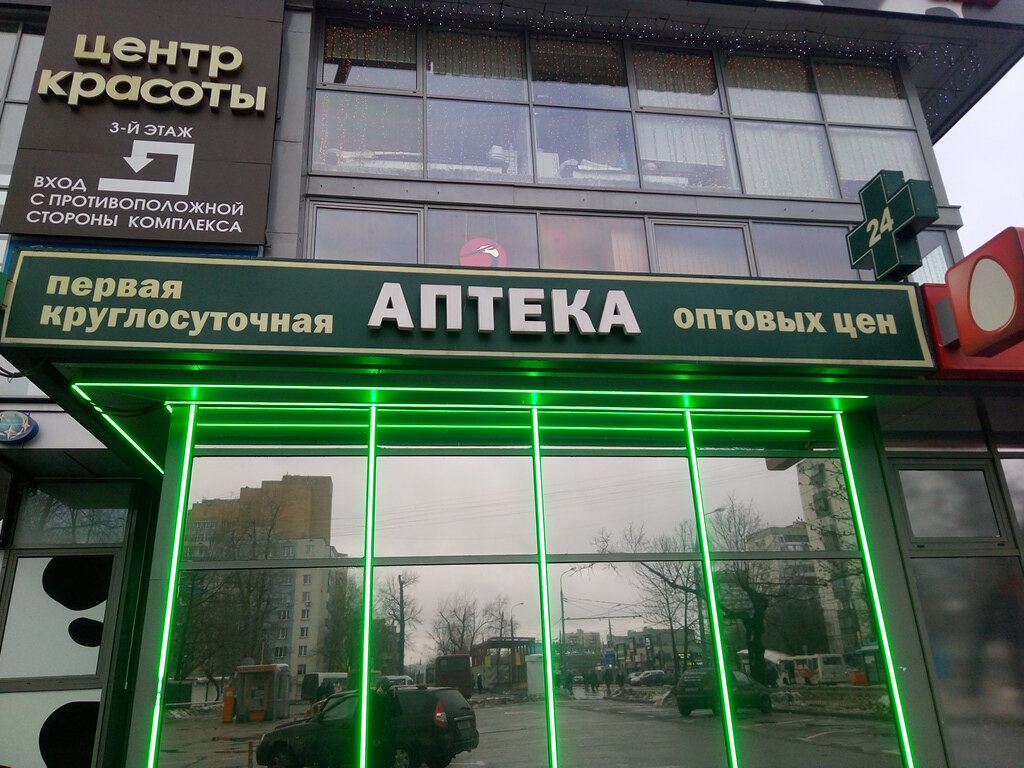 центр
красоты
3-Й ЭТАЖ
ВХОД
С ПРОТИВОПОЛОЖНОЙ
СТОРОНЫ КОМПЛЕКСА
24
первая
круглосуточная
АПТЕКА
оптовых цен